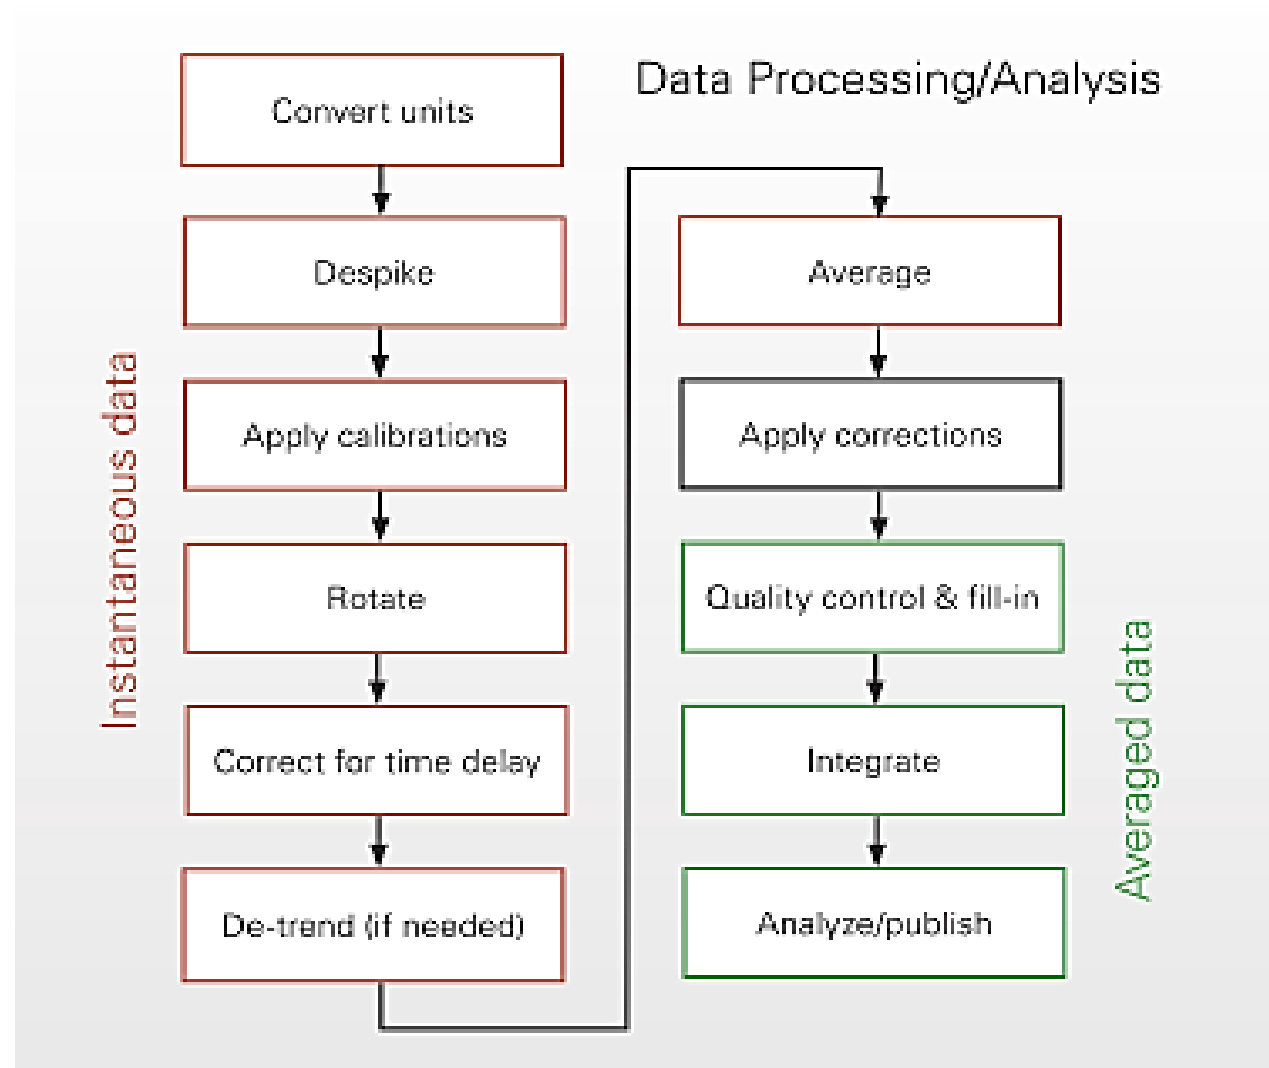 Data Processing/Analysis
Convert units
Despike
Apply calibrations
Rotate
Correct for time delay
De-trend (if needed)
Instantaneous data
Average
Apply corrections
Quality control & fill-in
Integrate
Analyze/publish
Averaged data